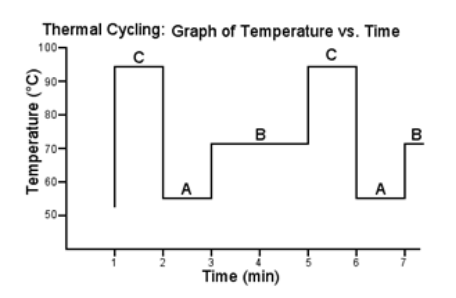 Thermal Cycling: Graph of Temperature vs. Time
Temperature (°C)
100
90
80
70
60
50
C
A
B
C
A
B
1 2 3 4 5 6 7
Time (min)